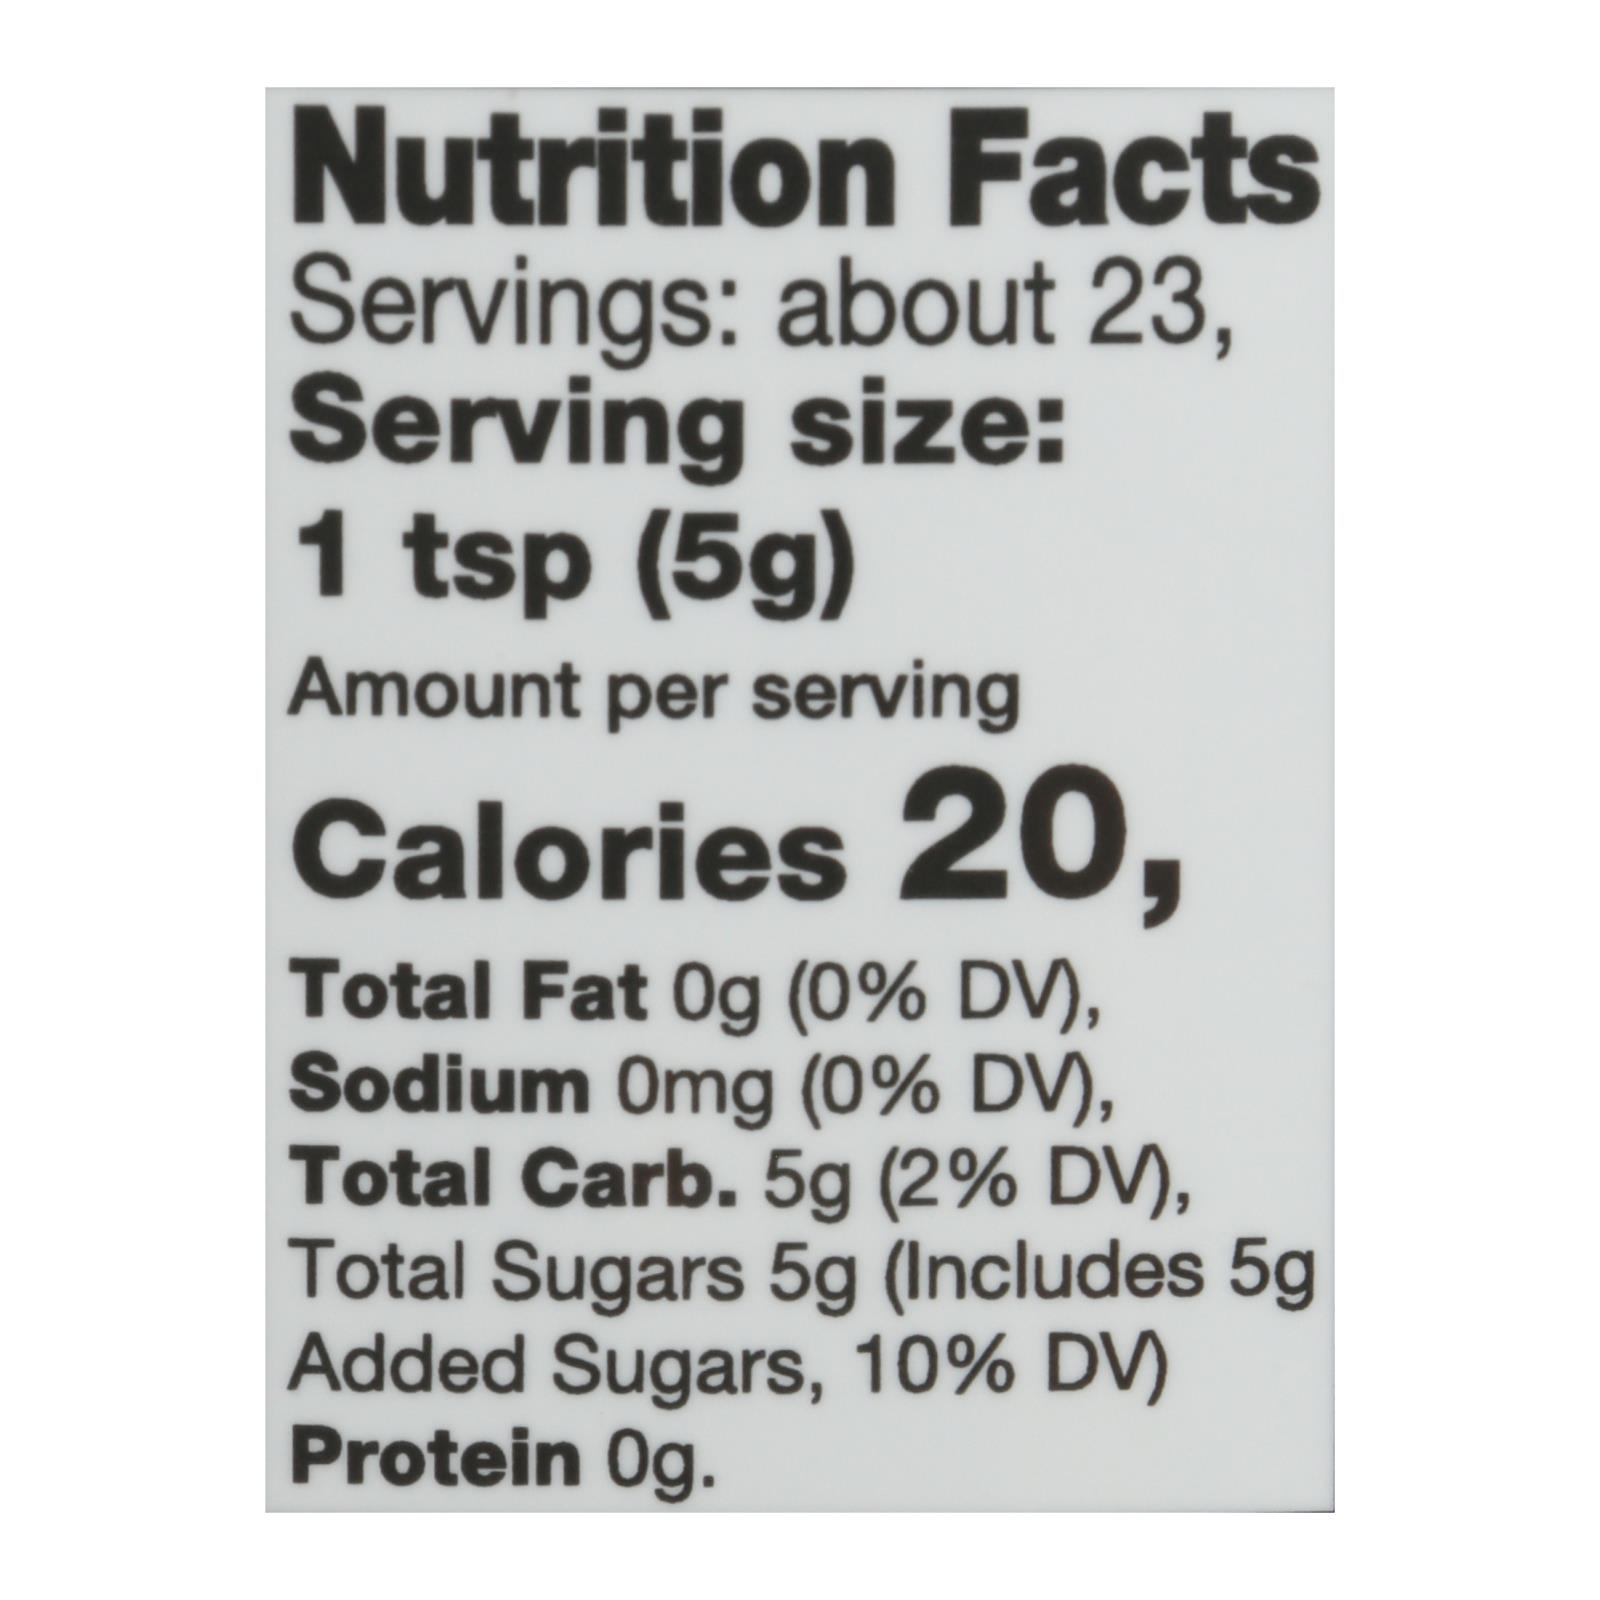 Nutrition Facts
Servings: about 23,
Serving size:
1 tsp (5g)
Amount per serving
Calories 20,
Total Fat 0g (0% DV),
Sodium 0mg (0% DV),
Total Carb. 5g (2% DV),
Total Sugars 5g (Includes 5g
Added Sugars, 10% DV)
Protein 0g.